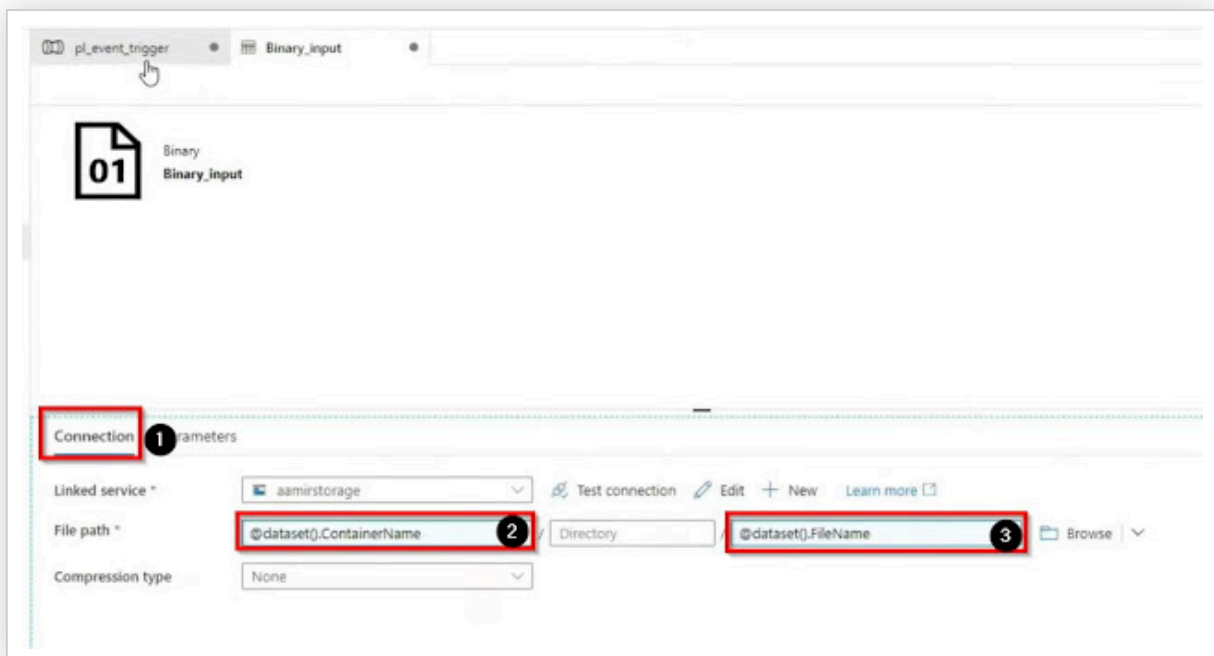 pl_event_trigger Binary_input
01
Binary
Binary_input
Connection 1 rameters
Linked service * aamirstorage Test connection Edit New Learn more
File path * @dataset().ContainerName 2 / Directory / @dataset().FileName 3 Browse
Compression type None